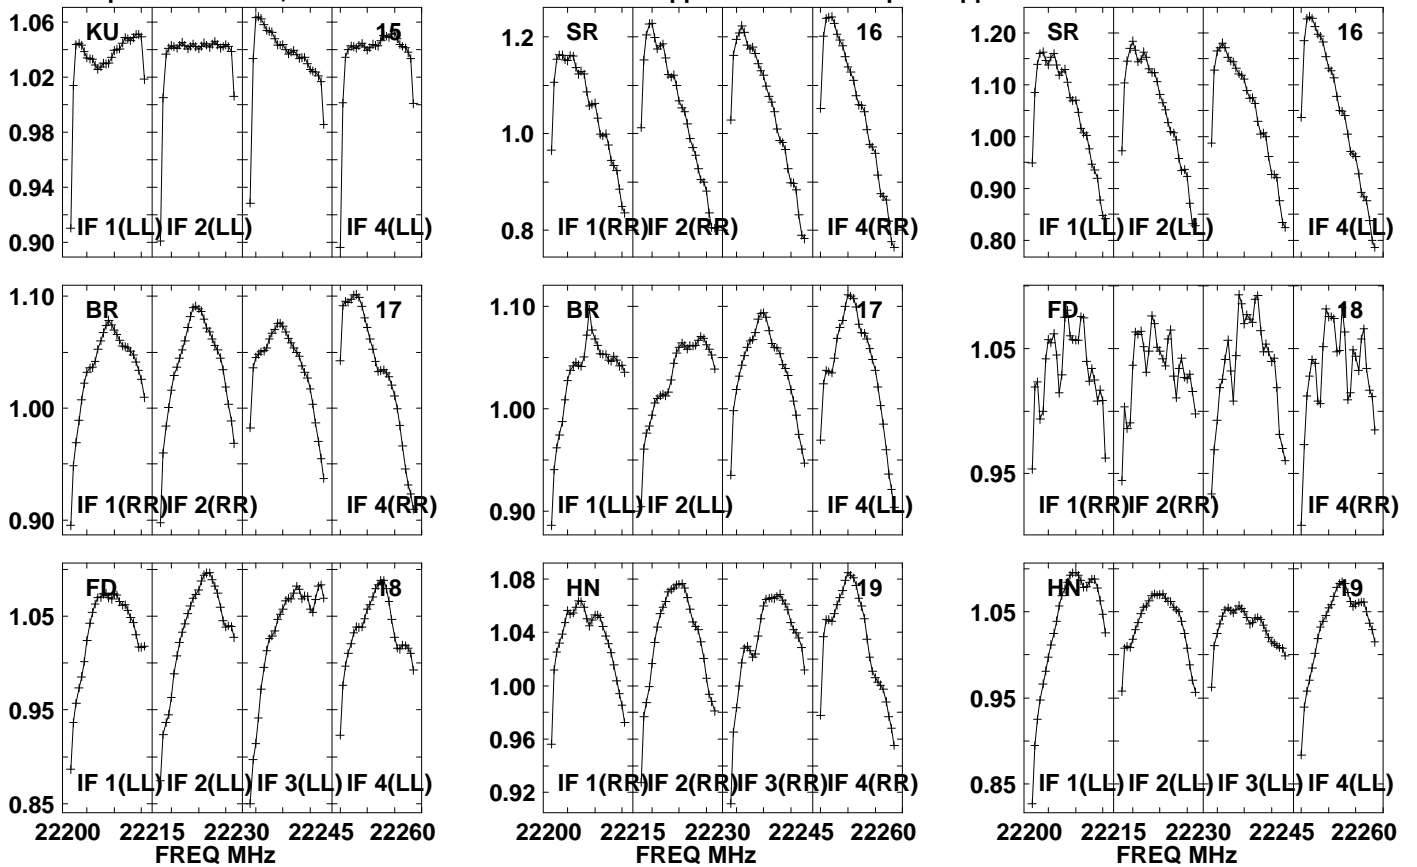 KU 15
1.06
1.02
0.98
0.94
0.90
IF 1(LL) IF 2(LL) IF 4(LL)
SR 16
1.2
1.0
0.8
IF 1(RR) IF 2(RR) IF 4(RR)
SR 16
1.20
1.10
1.00
0.90
0.80
IF 1(LL) IF 2(LL) IF 4(LL)
BR 17
1.10
1.00
0.90
IF 1(RR) IF 2(RR) IF 4(RR)
BR 17
1.10
1.00
0.90
IF 1(LL) IF 2(LL) IF 4(LL)
FD 18
1.05
0.95
IF 1(RR) IF 2(RR) IF 4(RR)
FD 18
1.05
0.95
0.85
IF 1(LL) IF 2(LL) IF 3(LL) IF 4(LL)
22200 22215 22230 22245 22260
FREQ MHz
HN 19
1.08
1.04
1.00
0.96
0.92
IF 1(RR) IF 2(RR) IF 3(RR) IF 4(RR)
22200 22215 22230 22245 22260
FREQ MHz
HN 19
1.05
0.95
0.85
IF 1(LL) IF 2(LL) IF 3(LL) IF 4(LL)
22200 22215 22230 22245 22260
FREQ MHz